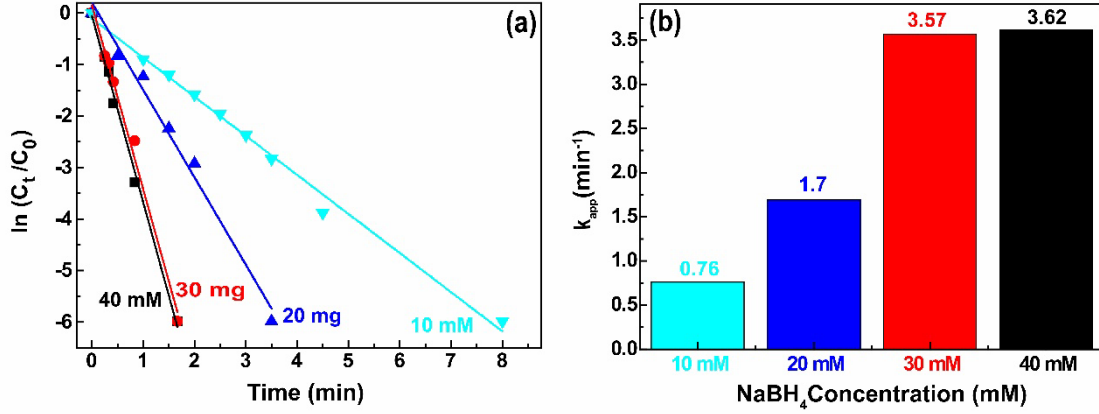 (a)
ln (Ct /C0)
0
-1
-2
-3
-4
-5
-6
40 mM
30 mg
20 mg
10 mM
0 1 2 3 4 5 6 7 8
Time (min)
(b)
kapp(min-1)
3.5
3.0
2.5
2.0
1.5
1.0
0.5
0.0
0.76
1.7
3.57
3.62
10 mM 20 mM 30 mM 40 mM
NaBH4Concentration (mM)